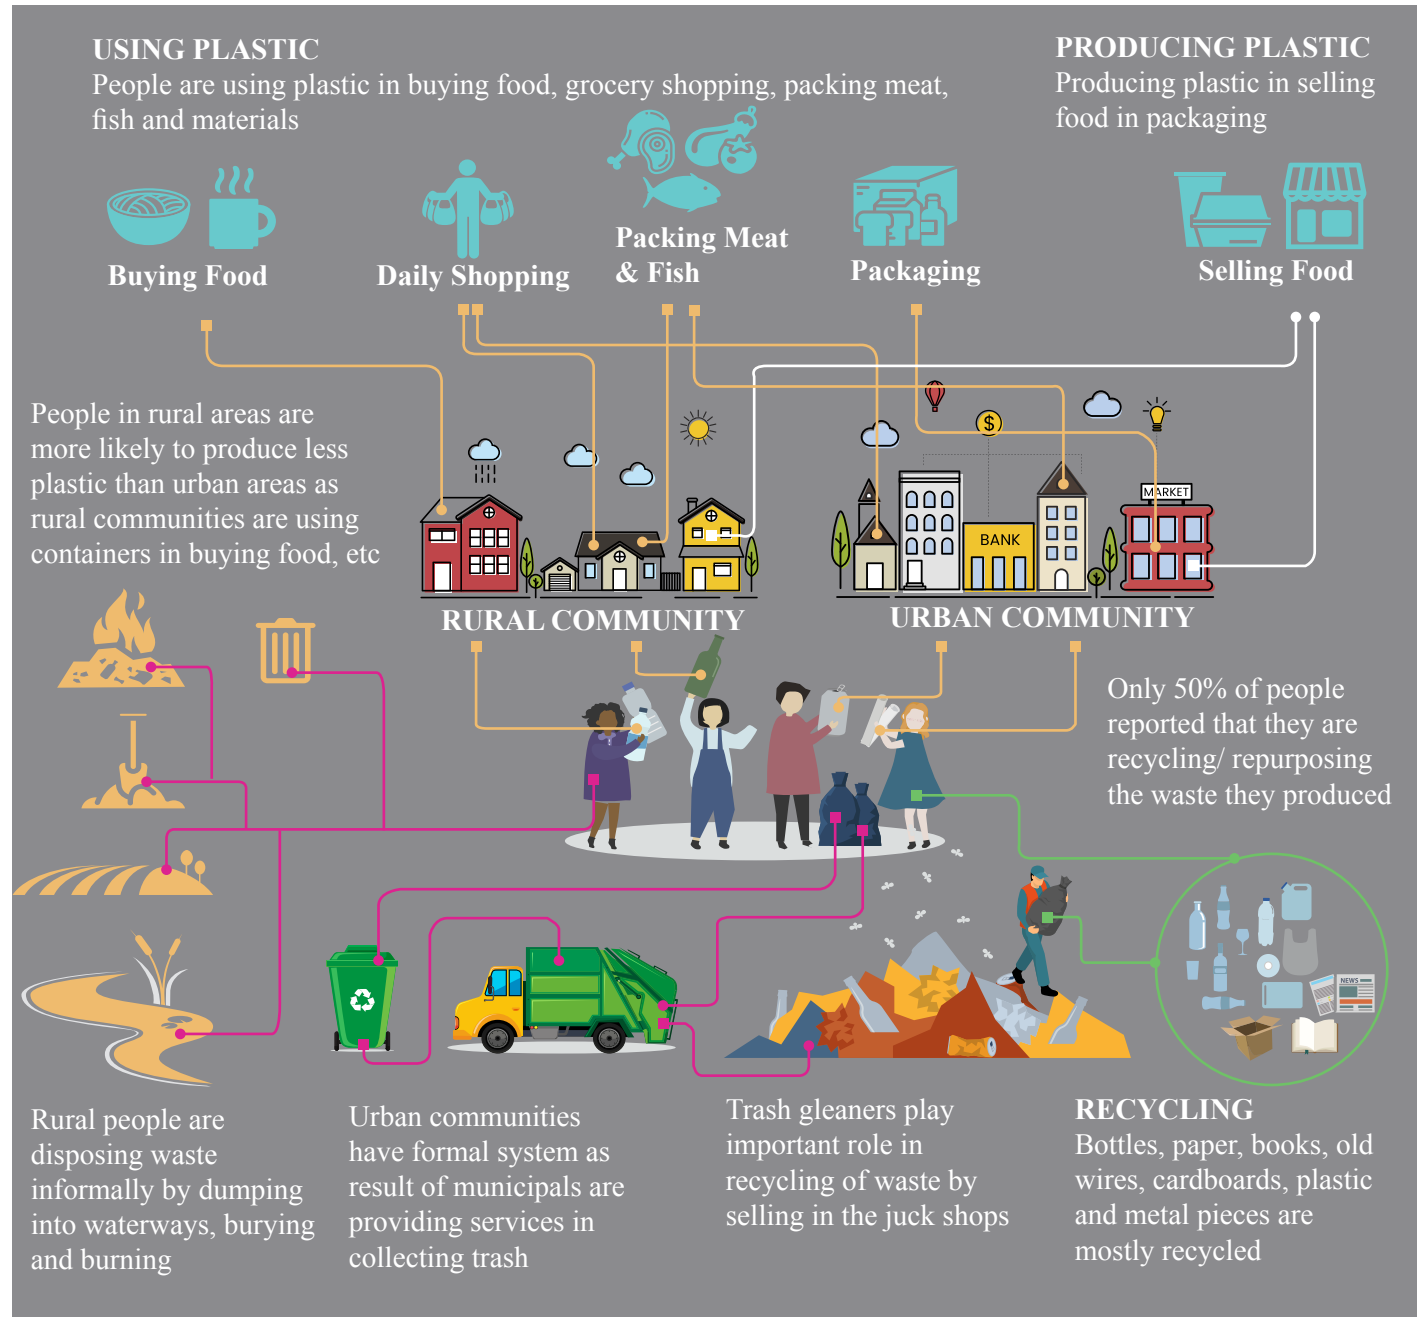 USING PLASTIC
People are using plastic in buying food, grocery shopping, packing meat,
fish and materials
PRODUCING PLASTIC
Producing plastic in selling
food in packaging
Buying Food
Daily Shopping
Packing Meat
& Fish
Packaging
Selling Food
People in rural areas are
more likely to produce less
plastic than urban areas as
rural communities are using
containers in buying food, etc
$
MARKET
BANK
RURAL COMMUNITY
URBAN COMMUNITY
Only 50% of people
reported that they are
recycling/ repurposing
the waste they produced
NEWS
Rural people are
disposing waste
informally by dumping
into waterways, burying
and burning
Urban communities
have formal system as
result of municipals are
providing services in
collecting trash
Trash gleaners play
important role in
recycling of waste by
selling in the juck shops
RECYCLING
Bottles, paper, books, old
wires, cardboards, plastic
and metal pieces are
mostly recycled